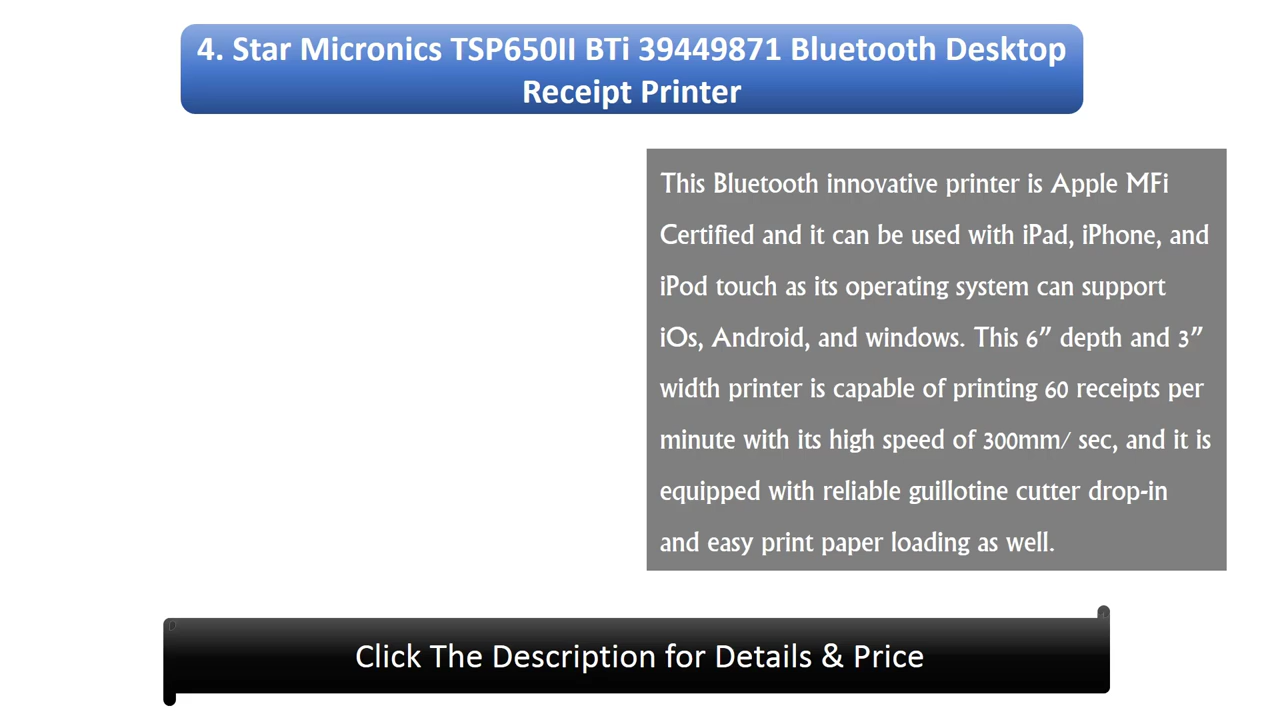 4. Star Micronics TSP650II BTi 39449871 Bluetooth Desktop
Receipt Printer
This Bluetooth innovative printer is Apple MFi
Certified and it can be used with iPad, iPhone, and
iPod touch as its operating system can support
iOs, Android, and windows. This 6” depth and 3”
width printer is capable of printing 60 receipts per
minute with its high speed of 300mm/ sec, and it is
equipped with reliable guillotine cutter drop-in
and easy print paper loading as well.
Click The Description for Details & Price